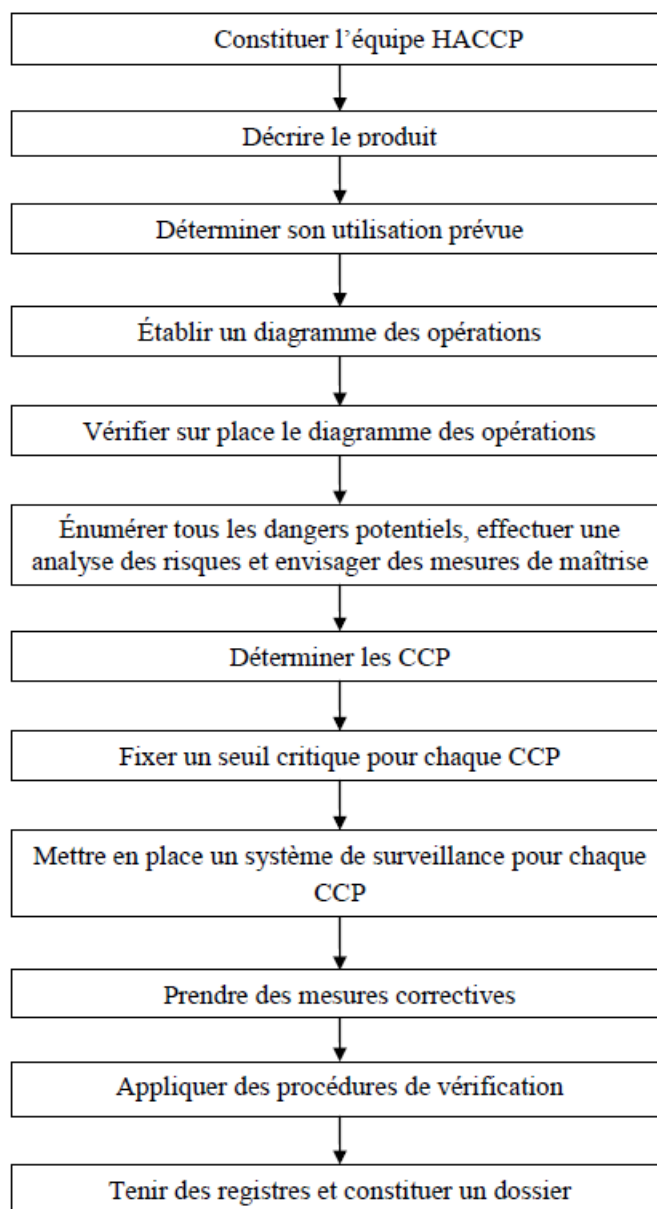 Constituer l'équipe HACCP
Décrire le produit
Déterminer son utilisation prévue
Établir un diagramme des opérations
Vérifier sur place le diagramme des opérations
Énumérer tous les dangers potentiels, effectuer une
analyse des risques et envisager des mesures de maîtrise
Déterminer les CCP
Fixer un seuil critique pour chaque CCP
Mettre en place un système de surveillance pour chaque
CCP
Prendre des mesures correctives
Appliquer des procédures de vérification
Tenir des registres et constituer un dossier